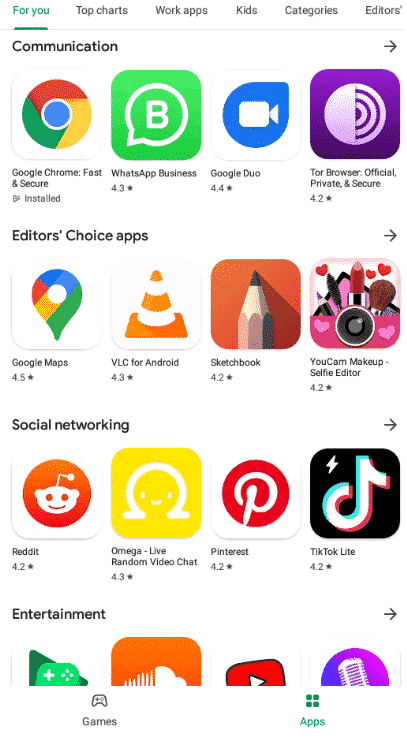 For you Top charts Work apps Kids Categories Editors'
Communication
Google Chrome: Fast & Secure
Installed
B
WhatsApp Business
4.3 ★
Google Duo
4.4 ★
Tor Browser: Official, Private, & Secure
4.2 ★
Editors' Choice apps
Google Maps
4.5 ★
VLC for Android
4.3 ★
Sketchbook
4.2 ★
YouCam Makeup - Selfie Editor
4.2 ★
Social networking
Reddit
4.2 ★
Omega - Live Random Video Chat
4.3 ★
Pinterest
4.2 ★
TikTok Lite
4.2 ★
Entertainment
Games
Apps